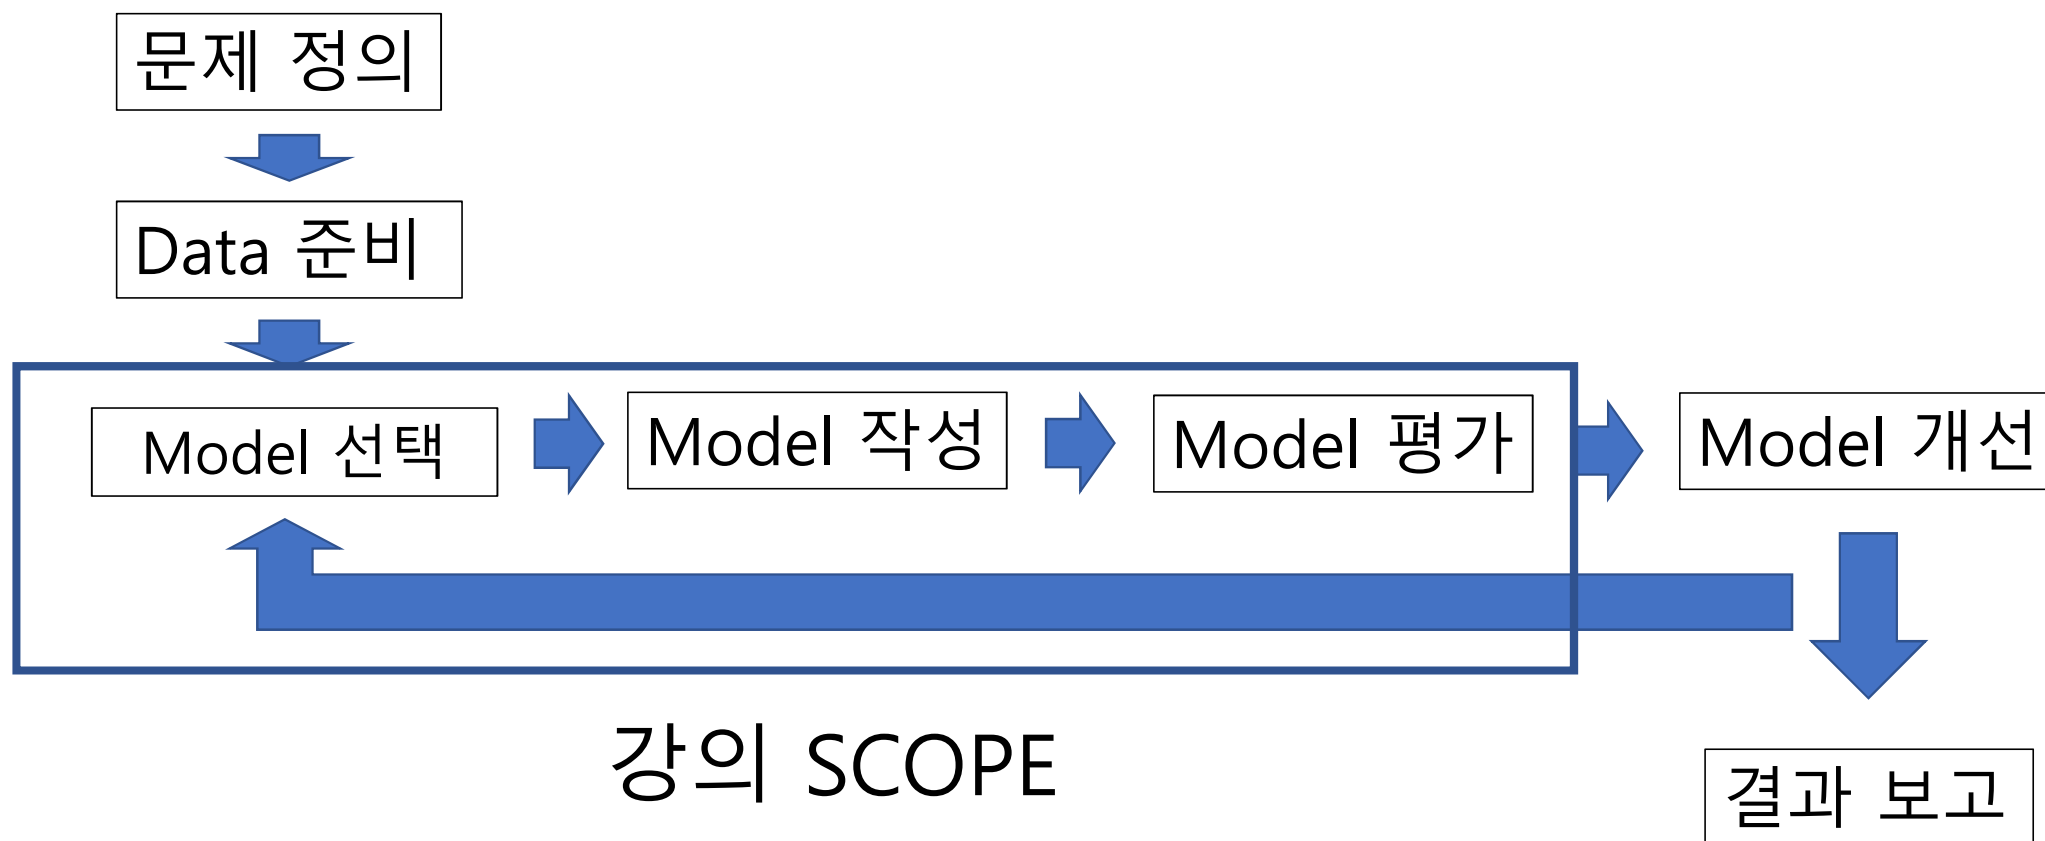 문제 정의
Data 준비
Model 선택
Model 작성
Model 평가
Model 개선
강의 SCOPE
결과 보고